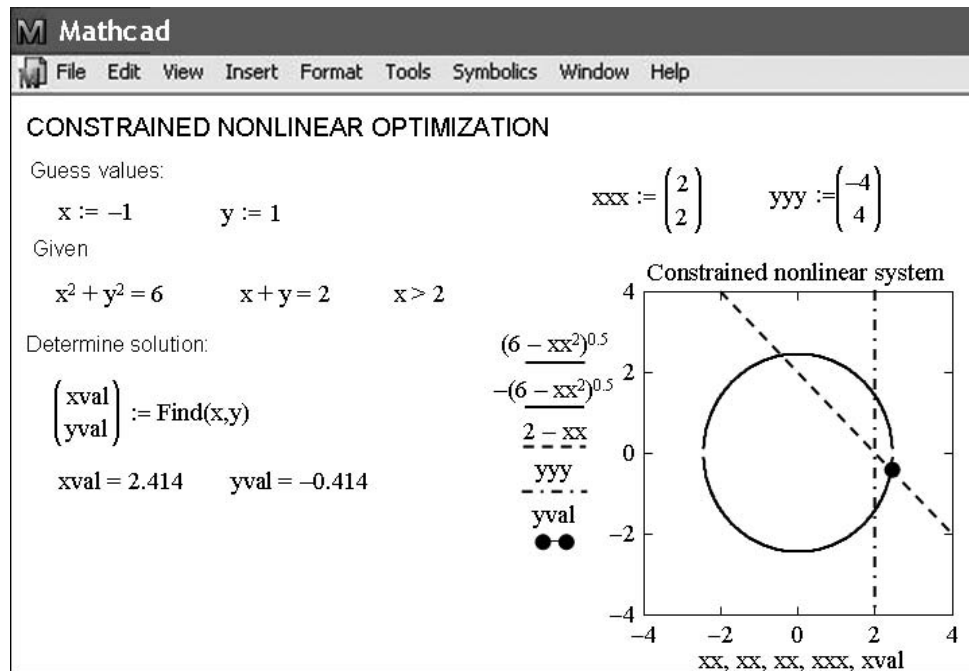 Mathcad
File Edit View Insert Format Tools Symbolics Window Help
CONSTRAINED NONLINEAR OPTIMIZATION
Guess values:
x := −1 y := 1
xxx := (2 2) yyy := (−4 4)
Given
x² + y² = 6 x + y = 2 x > 2
Determine solution:
(xval yval) := Find(x,y)
xval = 2.414 yval = −0.414
Constrained nonlinear system
(6 − xx²)^0.5
−(6 − xx²)^0.5
2 − xx
yyy
yval
4
2
0
−2
−4
−4 −2 0 2 4
xx, xx, xx, xxx, xval